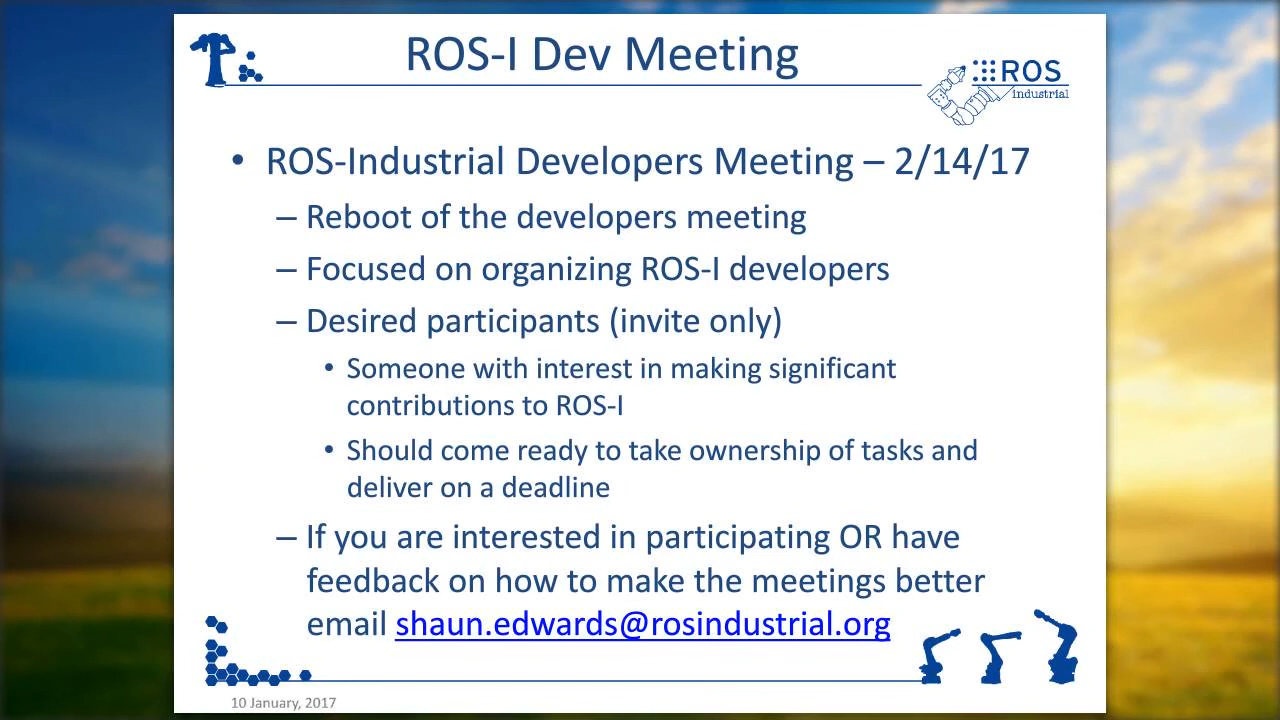 ROS-I Dev Meeting
ROS
industrial
• ROS-Industrial Developers Meeting – 2/14/17
– Reboot of the developers meeting
– Focused on organizing ROS-I developers
– Desired participants (invite only)
• Someone with interest in making significant
contributions to ROS-I
• Should come ready to take ownership of tasks and
deliver on a deadline
– If you are interested in participating OR have
feedback on how to make the meetings better
email shaun.edwards@rosindustrial.org
10 January, 2017